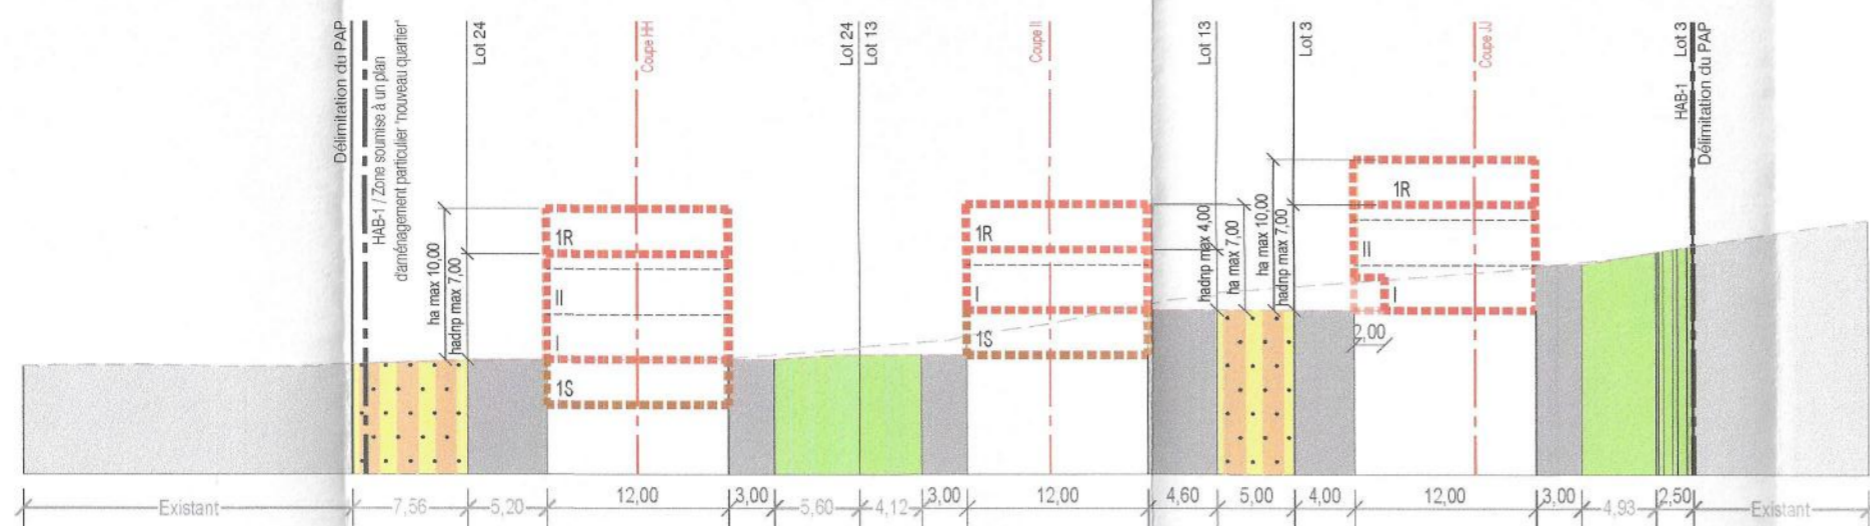 Délimitation du PAP
HAB-1 / Zone soumise à un plan
d'aménagement particulier "nouveau quartier"
Lot 24
Coupe HH
Lot 24
Lot 13
Coupe II
Lot 13
Lot 3
Coupe JJ
HAB-1
Lot 3
Délimitation du PAP
ha max 10,00
hadnp max 7,00
1R
II
I
1S
1R
I
1S
hadnp max 4,00
ha max 7,00
ha max 10,00
hadnp max 7,00
1R
II
I
2,00
Existant
7,56
5,20
12,00
3,00
5,60
4,12
3,00
12,00
4,60
5,00
4,00
12,00
3,00
4,93
2,50
Existant